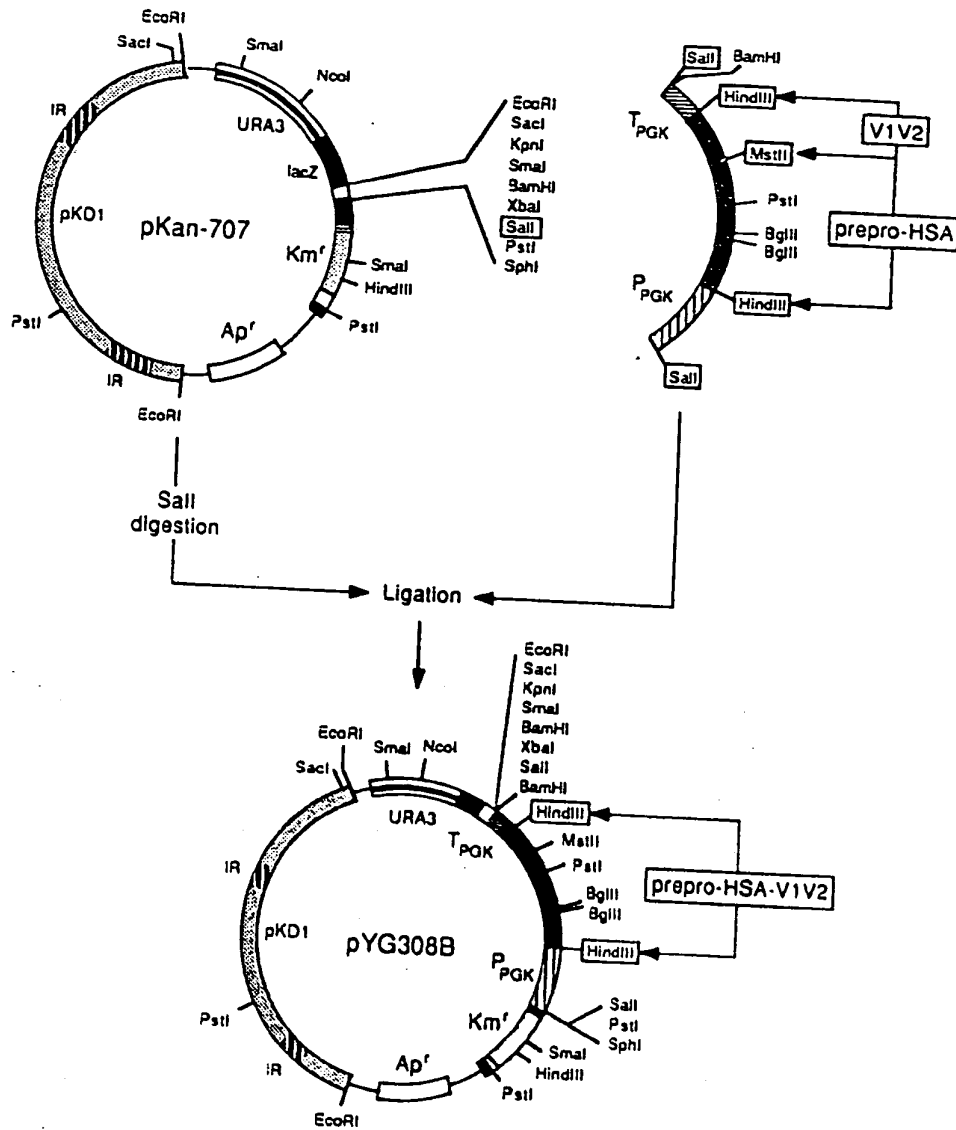 EcoRI
SacI
SmaI
NcoI
IR
URA3
lacZ
pKD1
pKan-707
EcoRI
SacI
KpnI
SmaI
BamHI
XbaI
SalI
PstI
SphI
Kmʳ
SmaI
HindIII
PstI
PstI
Apʳ
IR
EcoRI
SalI
BamHI
HindIII
T PGK
V1V2
MstII
PstI
prepro-HSA
BglII
BglII
P PGK
HindIII
SalI
SalI
digestion
Ligation
EcoRI
SacI
KpnI
SmaI
BamHI
XbaI
SalI
BamHI
EcoRI
SacI
SmaI
NcoI
URA3
HindIII
T PGK
MstII
PstI
IR
BglII
BglII
prepro-HSA-V1V2
pKD1
pYG308B
HindIII
P PGK
PstI
Kmʳ
SalI
PstI
SphI
SmaI
HindIII
IR
Apʳ
PstI
EcoRI